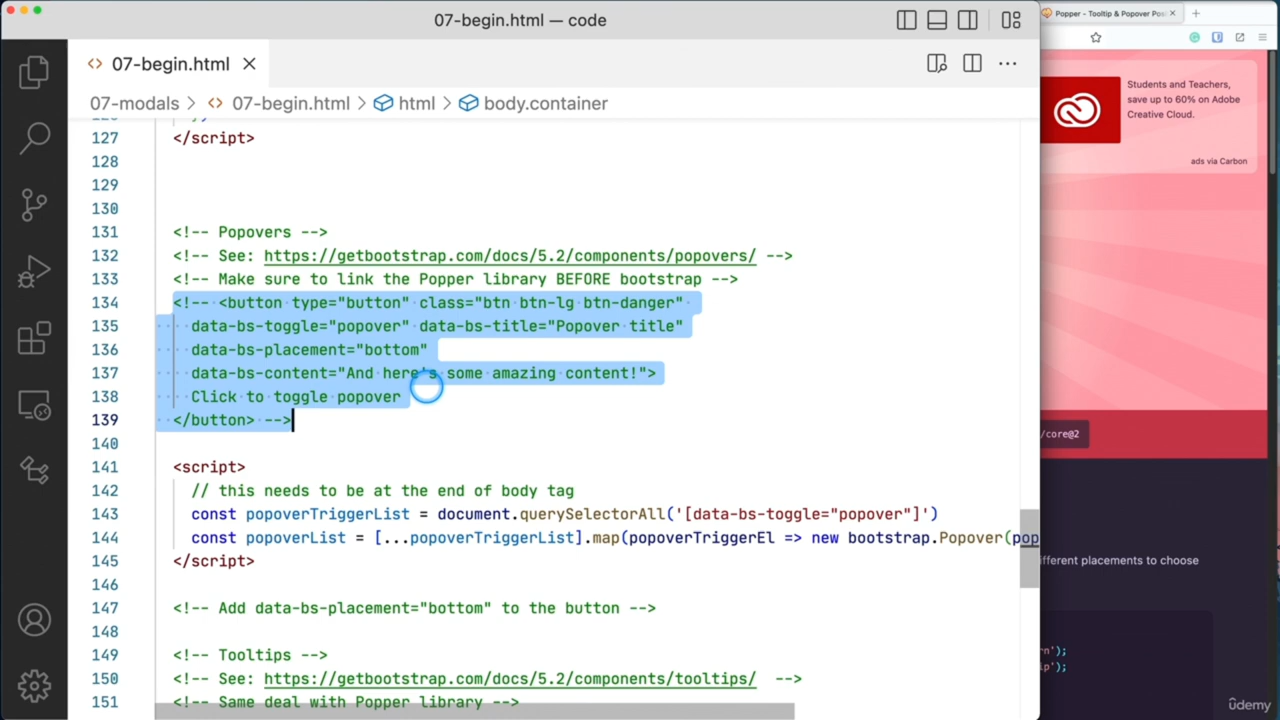 07-begin.html — code
07-begin.html
07-modals > html > 07-begin.html > body.container
127 </script>
128
129
130
131 <!-- Popovers -->
132 <!-- See: https://getbootstrap.com/docs/5.2/components/popovers/ -->
133 <!-- Make sure to link the Popper library BEFORE bootstrap -->
134 <!-- <button type="button" class="btn btn-lg btn-danger"
135 data-bs-toggle="popover" data-bs-title="Popover title"
136 data-bs-placement="bottom"
137 data-bs-content="And here's some amazing content!">
138 Click to toggle popover
139 </button> -->
140
141 <script>
142 // this needs to be at the end of body tag
143 const popoverTriggerList = document.querySelectorAll('[data-bs-toggle="popover"]')
144 const popoverList = [...popoverTriggerList].map(popoverTriggerEl => new bootstrap.Popover(pop
145 </script>
146
147 <!-- Add data-bs-placement="bottom" to the button -->
148
149 <!-- Tooltips -->
150 <!-- See: https://getbootstrap.com/docs/5.2/components/tooltips/ -->
151 <!-- Same deal with Popper library -->
Popper - Tooltip & Popover Pos
Students and Teachers,
save up to 60% on Adobe
Creative Cloud.
ads via Carbon
/core@2
ifferent placements to choose
n');
ip');
ûdemy